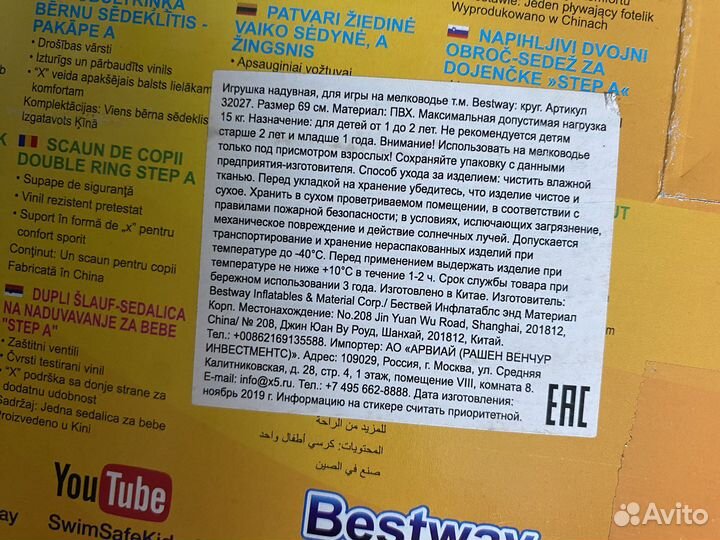 BĒRNU SĒDEKLĪTIS -
PAKĀPE A
• Drošības vārsti
• Izturīgs un pārbaudīts vinils
• "X" veida apakšējais balsts lielākam
komfortam
Komplektācijas: Viens bērna sēdeklis
Izgatavots Ķīnā
SCAUN DE COPII
DOUBLE RING STEP A
• Supape de siguranță
• Vinil rezistent pretestat
• Suport în formă de „x” pentru
confort sportit
Conţinut: Un scaun pentru copii
Fabricată în China
DUPLI ŠLAUF-SEDALICA
NA NADUVAVANJE ZA BEBE
"STEP A"
• Zaštitni ventili
• Čvrsti testirani vinil
• "X" podrška sa donje strane za
dodatnu udobnost
Sadržaj: Jedna sedalica za bebe
Proizvedeno u Kini
PATVARI ŽIEDINĖ
VAIKO SĖDYNĖ, A
ŽINGSNIS
• Apsauginiai vožtuvai
Sestavte: Jeden pływający fotelik
Wyprodukowano w Chinach
NAPIHLJIVI DVOJNI
OBROČ-SEDEŽ ZA
DOJENČKE »STEP A«
Игрушка надувная, для игры на мелководье т.м. Bestway: круг. Артикул
32027. Размер 69 см. Материал: ПВХ. Максимальная допустимая нагрузка
15 кг. Назначение: для детей от 1 до 2 лет. Не рекомендуется детям
старше 2 лет и младше 1 года. Внимание! Использовать на мелководье
только под присмотром взрослых! Сохраняйте упаковку с данными
предприятия-изготовителя. Способ ухода за изделием: чистить влажной
тканью. Перед укладкой на хранение убедитесь, что изделие чистое и
сухое. Хранить в сухом проветриваемом помещении, в соответствии с
правилами пожарной безопасности; в условиях, исключающих загрязнение,
механическое повреждение и действие солнечных лучей. Допускается
транспортирование и хранение нераспакованных изделий при
температуре до -40°С. Перед применением выдержать изделие при
температуре не ниже +10°С в течение 1-2 ч. Срок службы товара при
бережном использовании 3 года. Изготовлено в Китае. Изготовитель:
Bestway Inflatables & Material Corp./ Бествей Инфлатаблс энд Материал
Корп. Местонахождение: No.208 Jin Yuan Wu Road, Shanghai, 201812,
China/ № 208, Джин Юан Ву Роуд, Шанхай, 201812, Китай.
Тел.: +00862169135588. Импортер: АО «АРВИАЙ (РАШЕН ВЕНЧУР
ИНВЕСТМЕНТС)». Адрес: 109029, Россия, г. Москва, ул. Средняя
Калитниковская, д. 28, стр. 4, 1 этаж, помещение VIII, комната 8.
E-mail: info@x5.ru. Тел.: +7 495 662-8888. Дата изготовления:
ноябрь 2019 г. Информацию на стикере считать приоритетной.
EAC
للمزيد من الراحة
المحتويات: كرسي أطفال واحد
صنع في الصين
YouTube
SwimSafeKid
Bestway
Avito